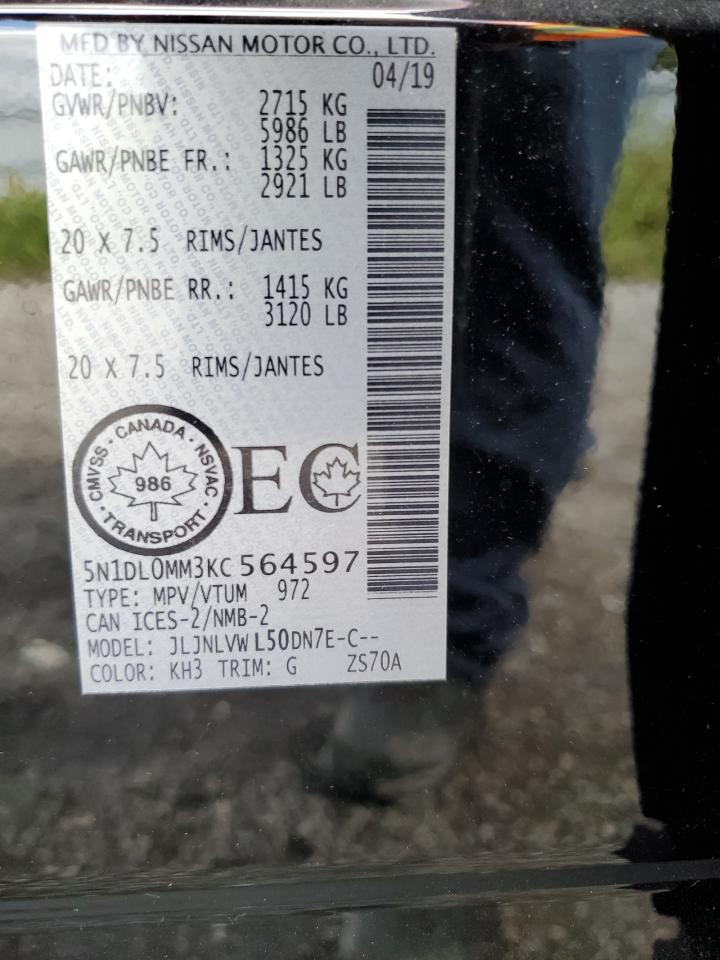 MFD BY NISSAN MOTOR CO., LTD.
DATE: 04/19
GVWR/PNBV: 2715 KG
5986 LB
GAWR/PNBE FR.: 1325 KG
2921 LB
20 X 7.5 RIMS/JANTES
GAWR/PNBE RR.: 1415 KG
3120 LB
20 X 7.5 RIMS/JANTES
CMVSS · CANADA · NSVAC · TRANSPORT ·
986
EC
5N1DL0MM3KC564597
TYPE: MPV/VTUM 972
CAN ICES-2/NMB-2
MODEL: JLJNLVW L50DN7E-C--
COLOR: KH3 TRIM: G ZS70A